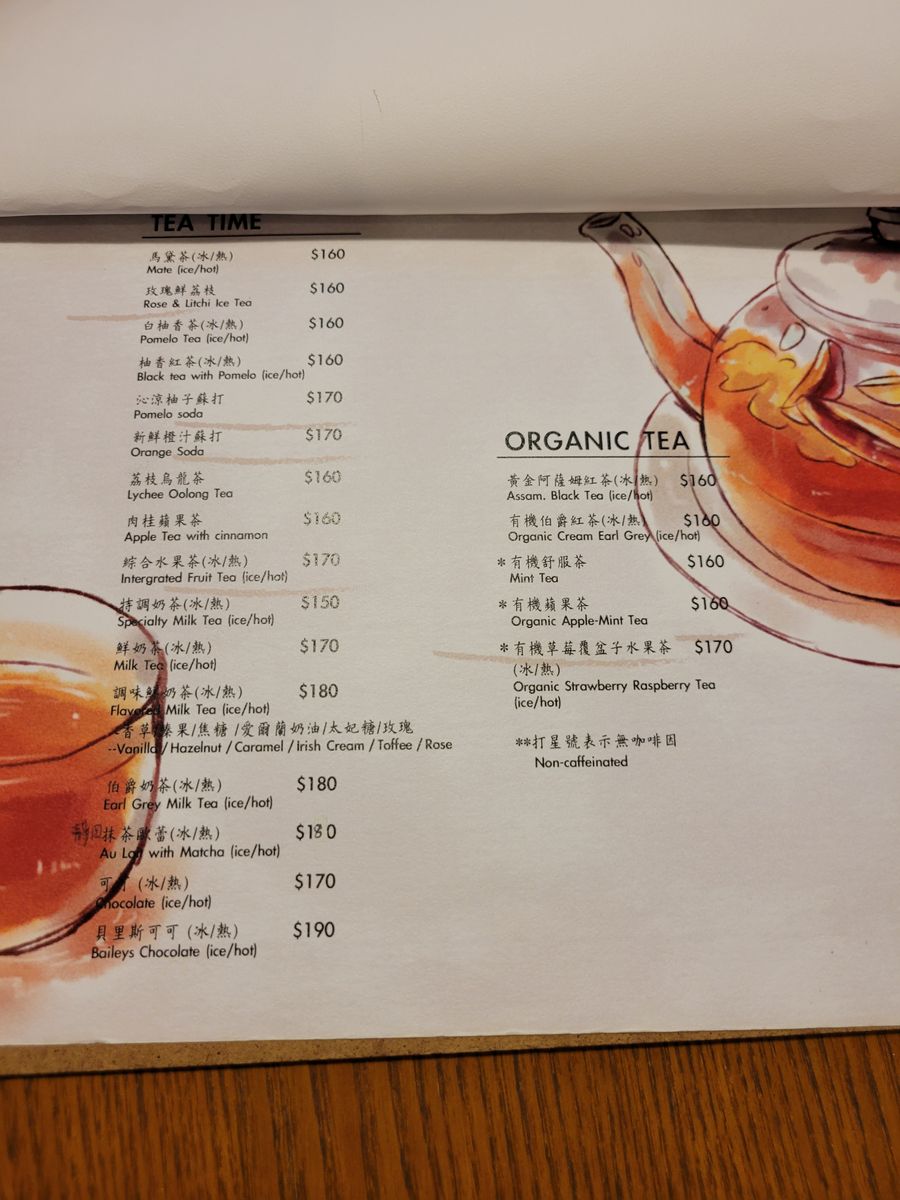 TEA TIME
馬黛茶(冰/熱) $160
Mate (ice/hot)
玫瑰鮮荔枝 $160
Rose & Litchi Ice Tea
白柚香茶(冰/熱) $160
Pomelo Tea (ice/hot)
柚香紅茶(冰/熱) $160
Black tea with Pomelo (ice/hot)
沁涼柚子蘇打 $170
Pomelo soda
新鮮橙汁蘇打 $170
Orange Soda
荔枝烏龍茶 $160
Lychee Oolong Tea
肉桂蘋果茶 $160
Apple Tea with cinnamon
綜合水果茶(冰/熱) $170
Intergrated Fruit Tea (ice/hot)
特調奶茶(冰/熱) $150
Specialty Milk Tea (ice/hot)
鮮奶茶(冰/熱) $170
Milk Tea (ice/hot)
調味鮮奶茶(冰/熱) $180
Flavored Milk Tea (ice/hot)
香草/榛果/焦糖 /愛爾蘭奶油/太妃糖/玫瑰
--Vanilla / Hazelnut / Caramel / Irish Cream / Toffee / Rose
伯爵奶茶(冰/熱) $180
Earl Grey Milk Tea (ice/hot)
抹茶歐蕾(冰/熱) $180
Au Lait with Matcha (ice/hot)
可可 (冰/熱) $170
Chocolate (ice/hot)
貝里斯可可 (冰/熱) $190
Baileys Chocolate (ice/hot)
ORGANIC TEA
黃金阿薩姆紅茶(冰/熱) $160
Assam. Black Tea (ice/hot)
有機伯爵紅茶(冰/熱) $160
Organic Cream Earl Grey (ice/hot)
*有機舒服茶 $160
Mint Tea
*有機蘋果茶 $160
Organic Apple-Mint Tea
*有機草莓覆盆子水果茶 $170
(冰/熱)
Organic Strawberry Raspberry Tea
(ice/hot)
**打星號表示無咖啡因
Non-caffeinated